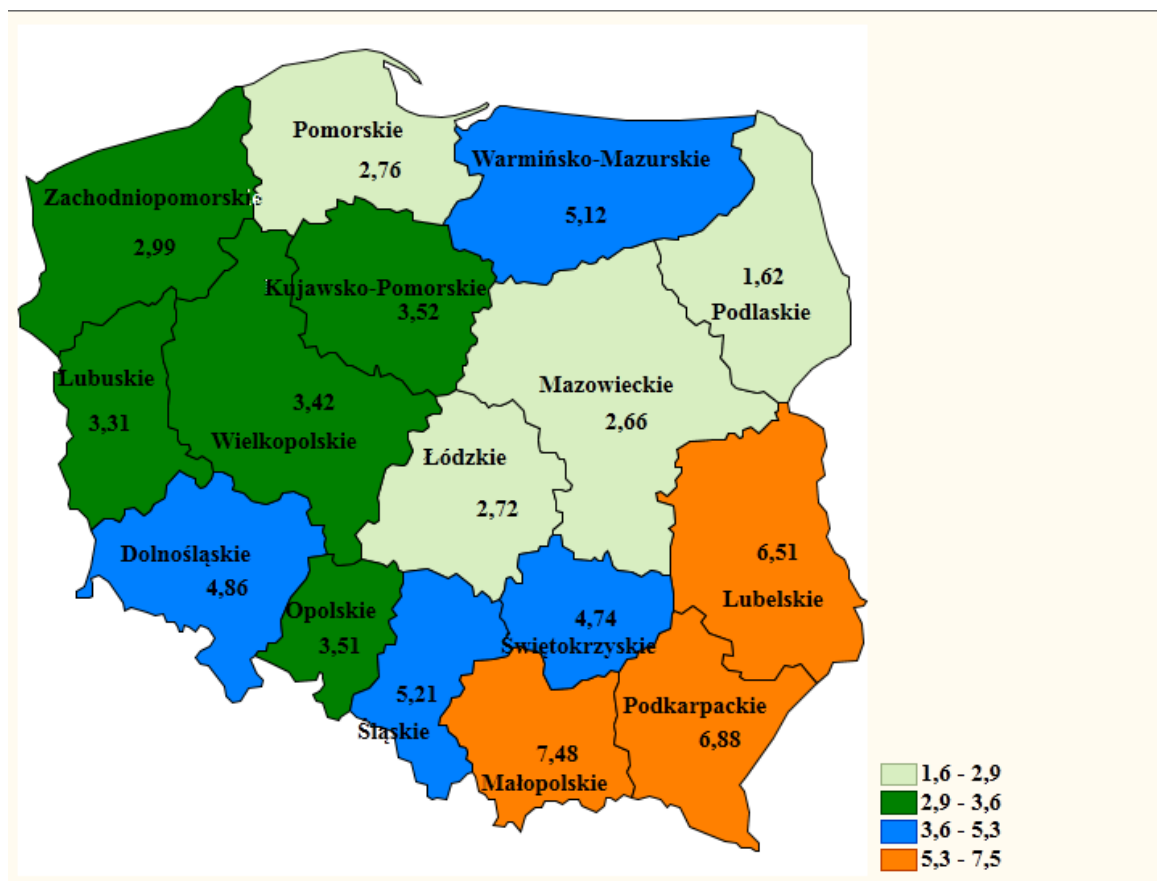 Pomorskie
2,76
Warmińsko-Mazurskie
5,12
Zachodniopomorskie
2,99
Kujawsko-Pomorskie
3,52
1,62
Podlaskie
Lubuskie
3,31
3,42
Wielkopolskie
Mazowieckie
2,66
Łódzkie
2,72
Dolnośląskie
4,86
6,51
Lubelskie
Opolskie
3,51
4,74
Świętokrzyskie
5,21
Śląskie
Podkarpackie
6,88
7,48
Małopolskie
1,6 - 2,9
2,9 - 3,6
3,6 - 5,3
5,3 - 7,5